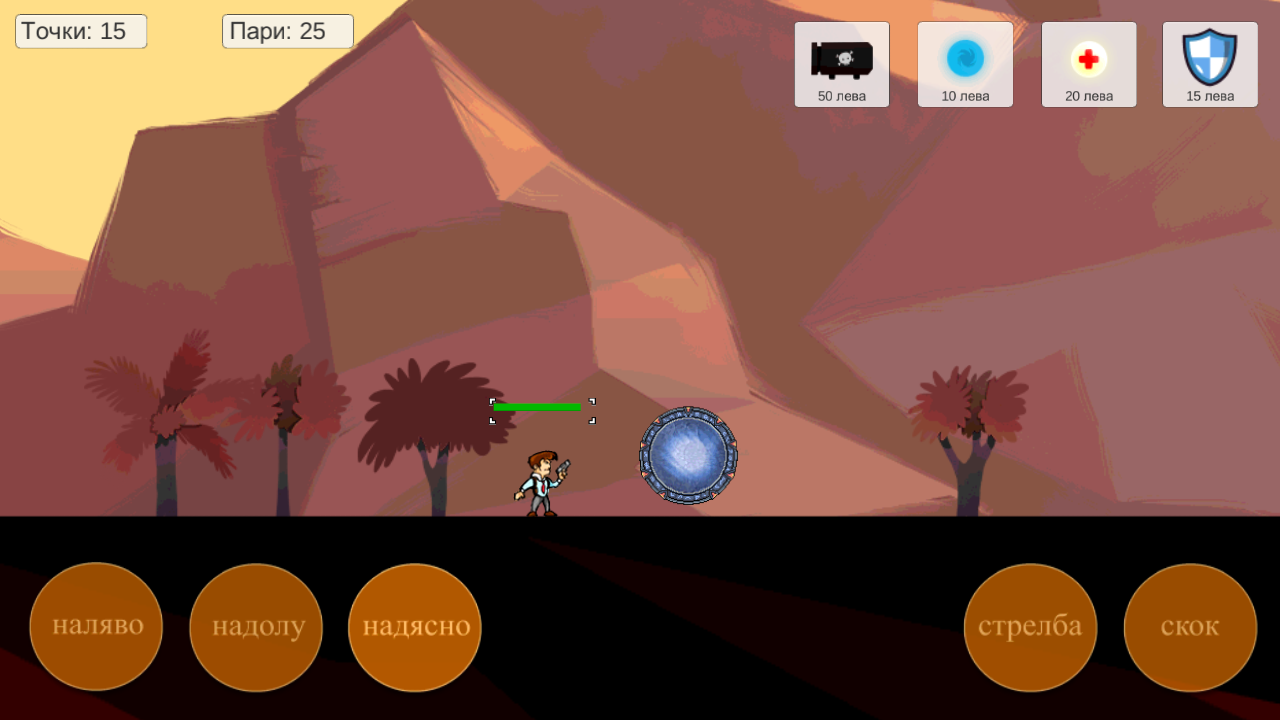 Точки: 15
Пари: 25
50 лева
10 лева
20 лева
15 лева
наляво
надолу
надясно
стрелба
скок